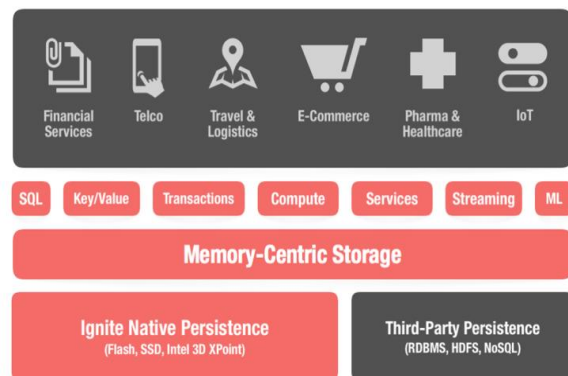 Financial
Services
Telco
Travel &
Logistics
E-Commerce
Pharma &
Healthcare
IoT
SQL
Key/Value
Transactions
Compute
Services
Streaming
ML
Memory-Centric Storage
Ignite Native Persistence
(Flash, SSD, Intel 3D XPoint)
Third-Party Persistence
(RDBMS, HDFS, NoSQL)